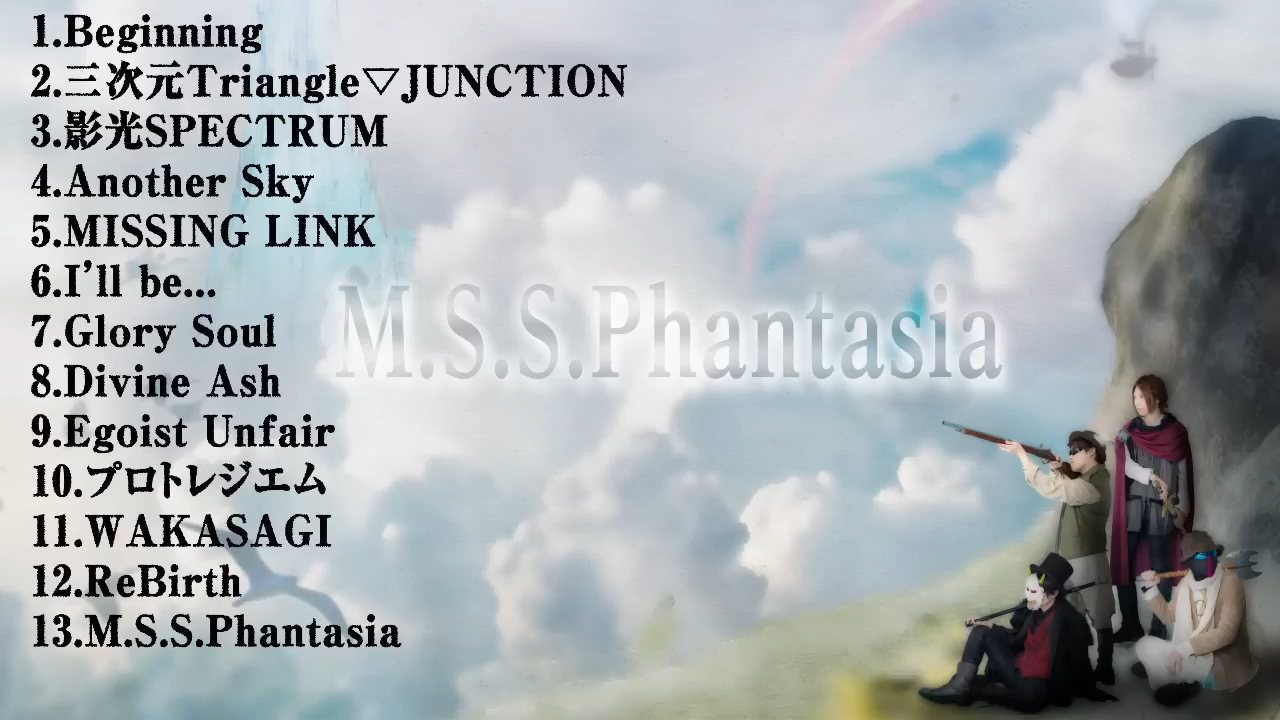 1.Beginning
2.三次元Triangle▽JUNCTION
3.影光SPECTRUM
4.Another Sky
5.MISSING LINK
6.I'll be...
7.Glory Soul
8.Divine Ash
9.Egoist Unfair
10.プロトレジエム
11.WAKASAGI
12.ReBirth
13.M.S.S.Phantasia
M.S.S.Phantasia